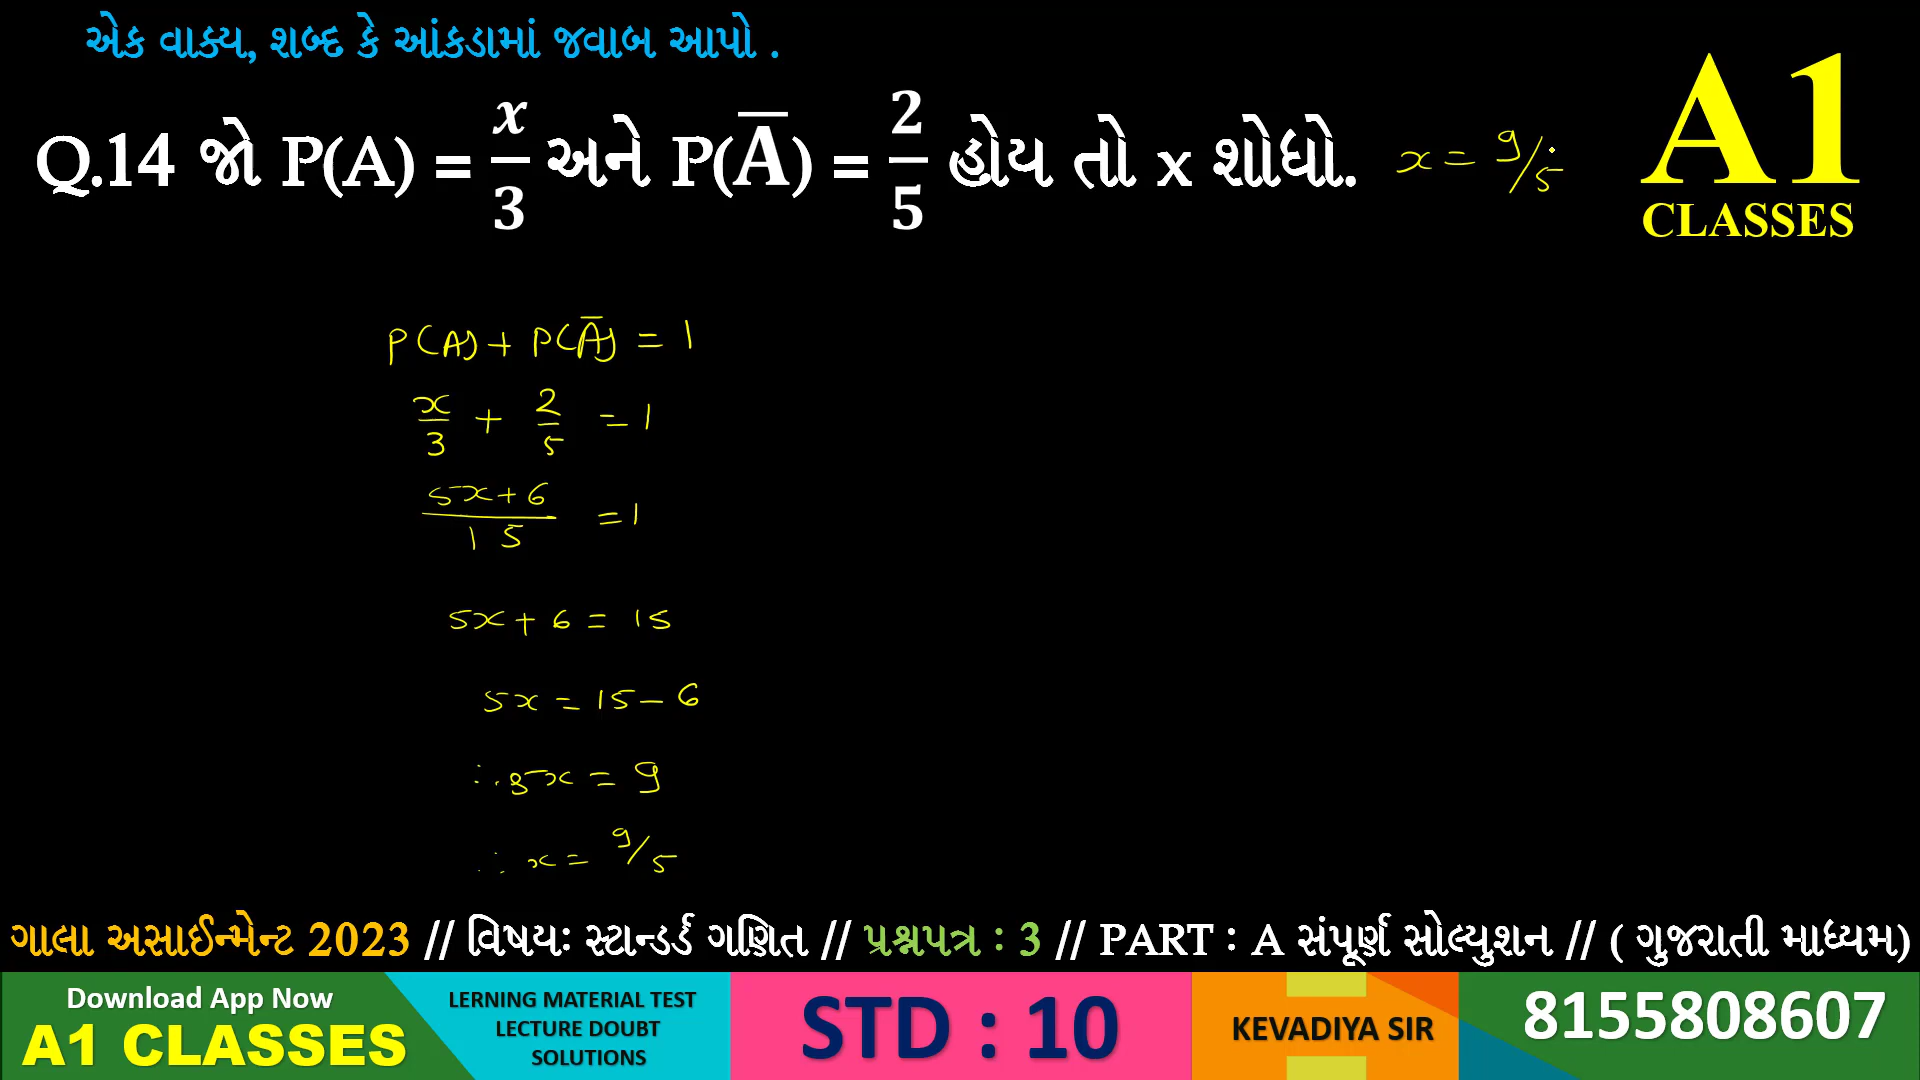 એક વાક્ય, શબ્દ કે આંકડામાં જવાબ આપો .
Q.14 જો P(A) = x/3 અને P(A̅) = 2/5 હોય તો x શોધો. x = 9/5
A1
CLASSES
P(A) + P(A̅) = 1
x/3 + 2/5 = 1
(5x+6)/15 = 1
5x + 6 = 15
5x = 15 - 6
∴ 5x = 9
∴ x = 9/5
ગાલા અસાઈન્મેન્ટ 2023 // વિષયઃ સ્ટાન્ડર્ડ ગણિત // પ્રશ્નપત્ર : 3 // PART : A સંપૂર્ણ સોલ્યુશન // ( ગુજરાતી માધ્યમ)
Download App Now
A1 CLASSES
LERNING MATERIAL TEST
LECTURE DOUBT
SOLUTIONS
STD : 10
KEVADIYA SIR
8155808607